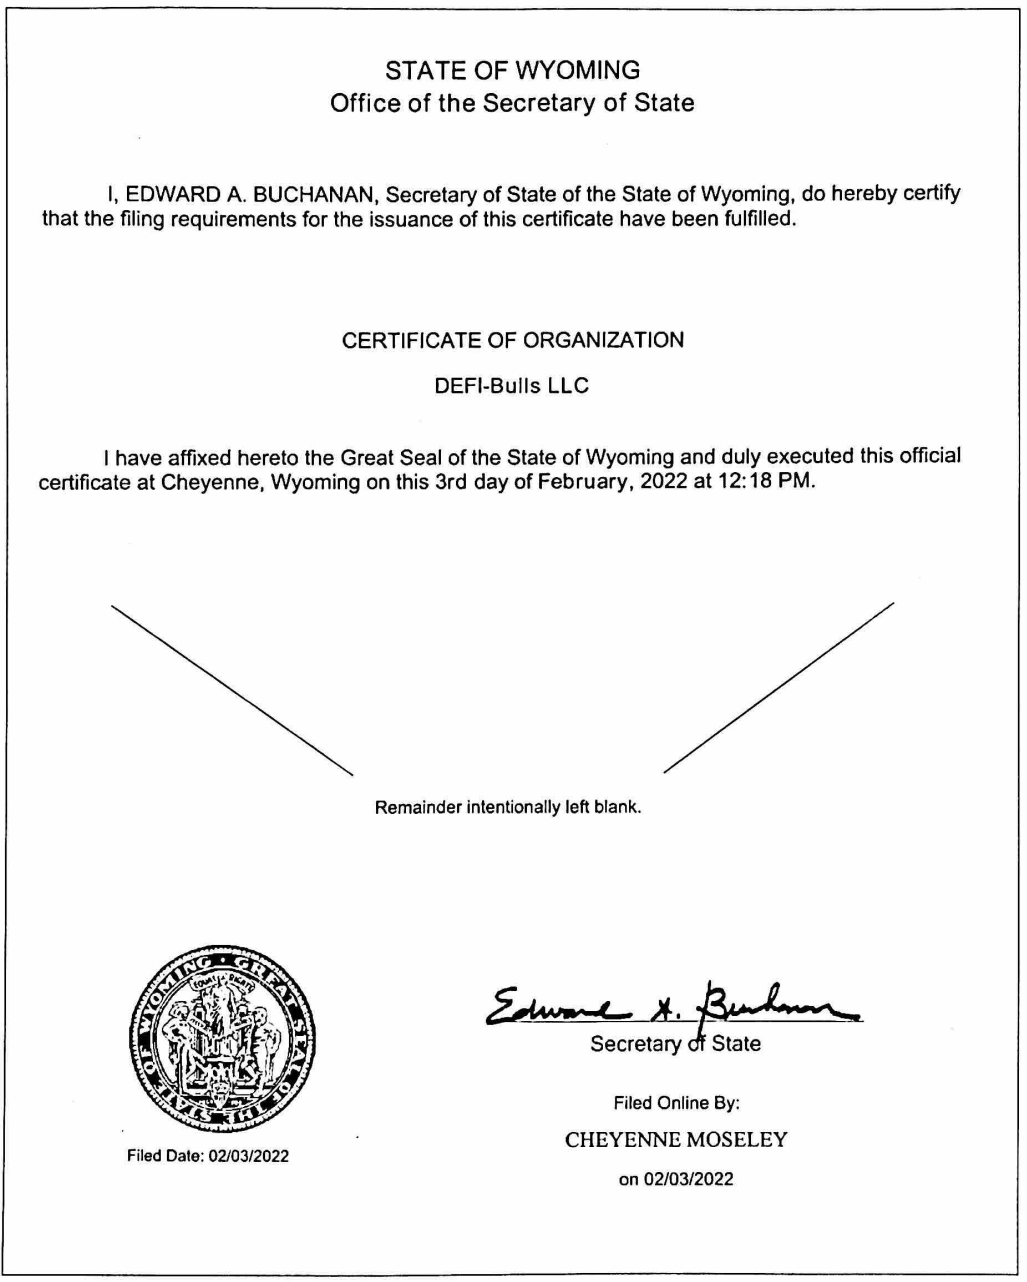 STATE OF WYOMING
Office of the Secretary of State
I, EDWARD A. BUCHANAN, Secretary of State of the State of Wyoming, do hereby certify
that the filing requirements for the issuance of this certificate have been fulfilled.
CERTIFICATE OF ORGANIZATION
DEFI-Bulls LLC
I have affixed hereto the Great Seal of the State of Wyoming and duly executed this official
certificate at Cheyenne, Wyoming on this 3rd day of February, 2022 at 12:18 PM.
Remainder intentionally left blank.
GREAT SEAL OF THE STATE OF WYOMING
EQUAL RIGHTS
Edward A. Buchanan
Secretary of State
Filed Online By:
CHEYENNE MOSELEY
on 02/03/2022
Filed Date: 02/03/2022